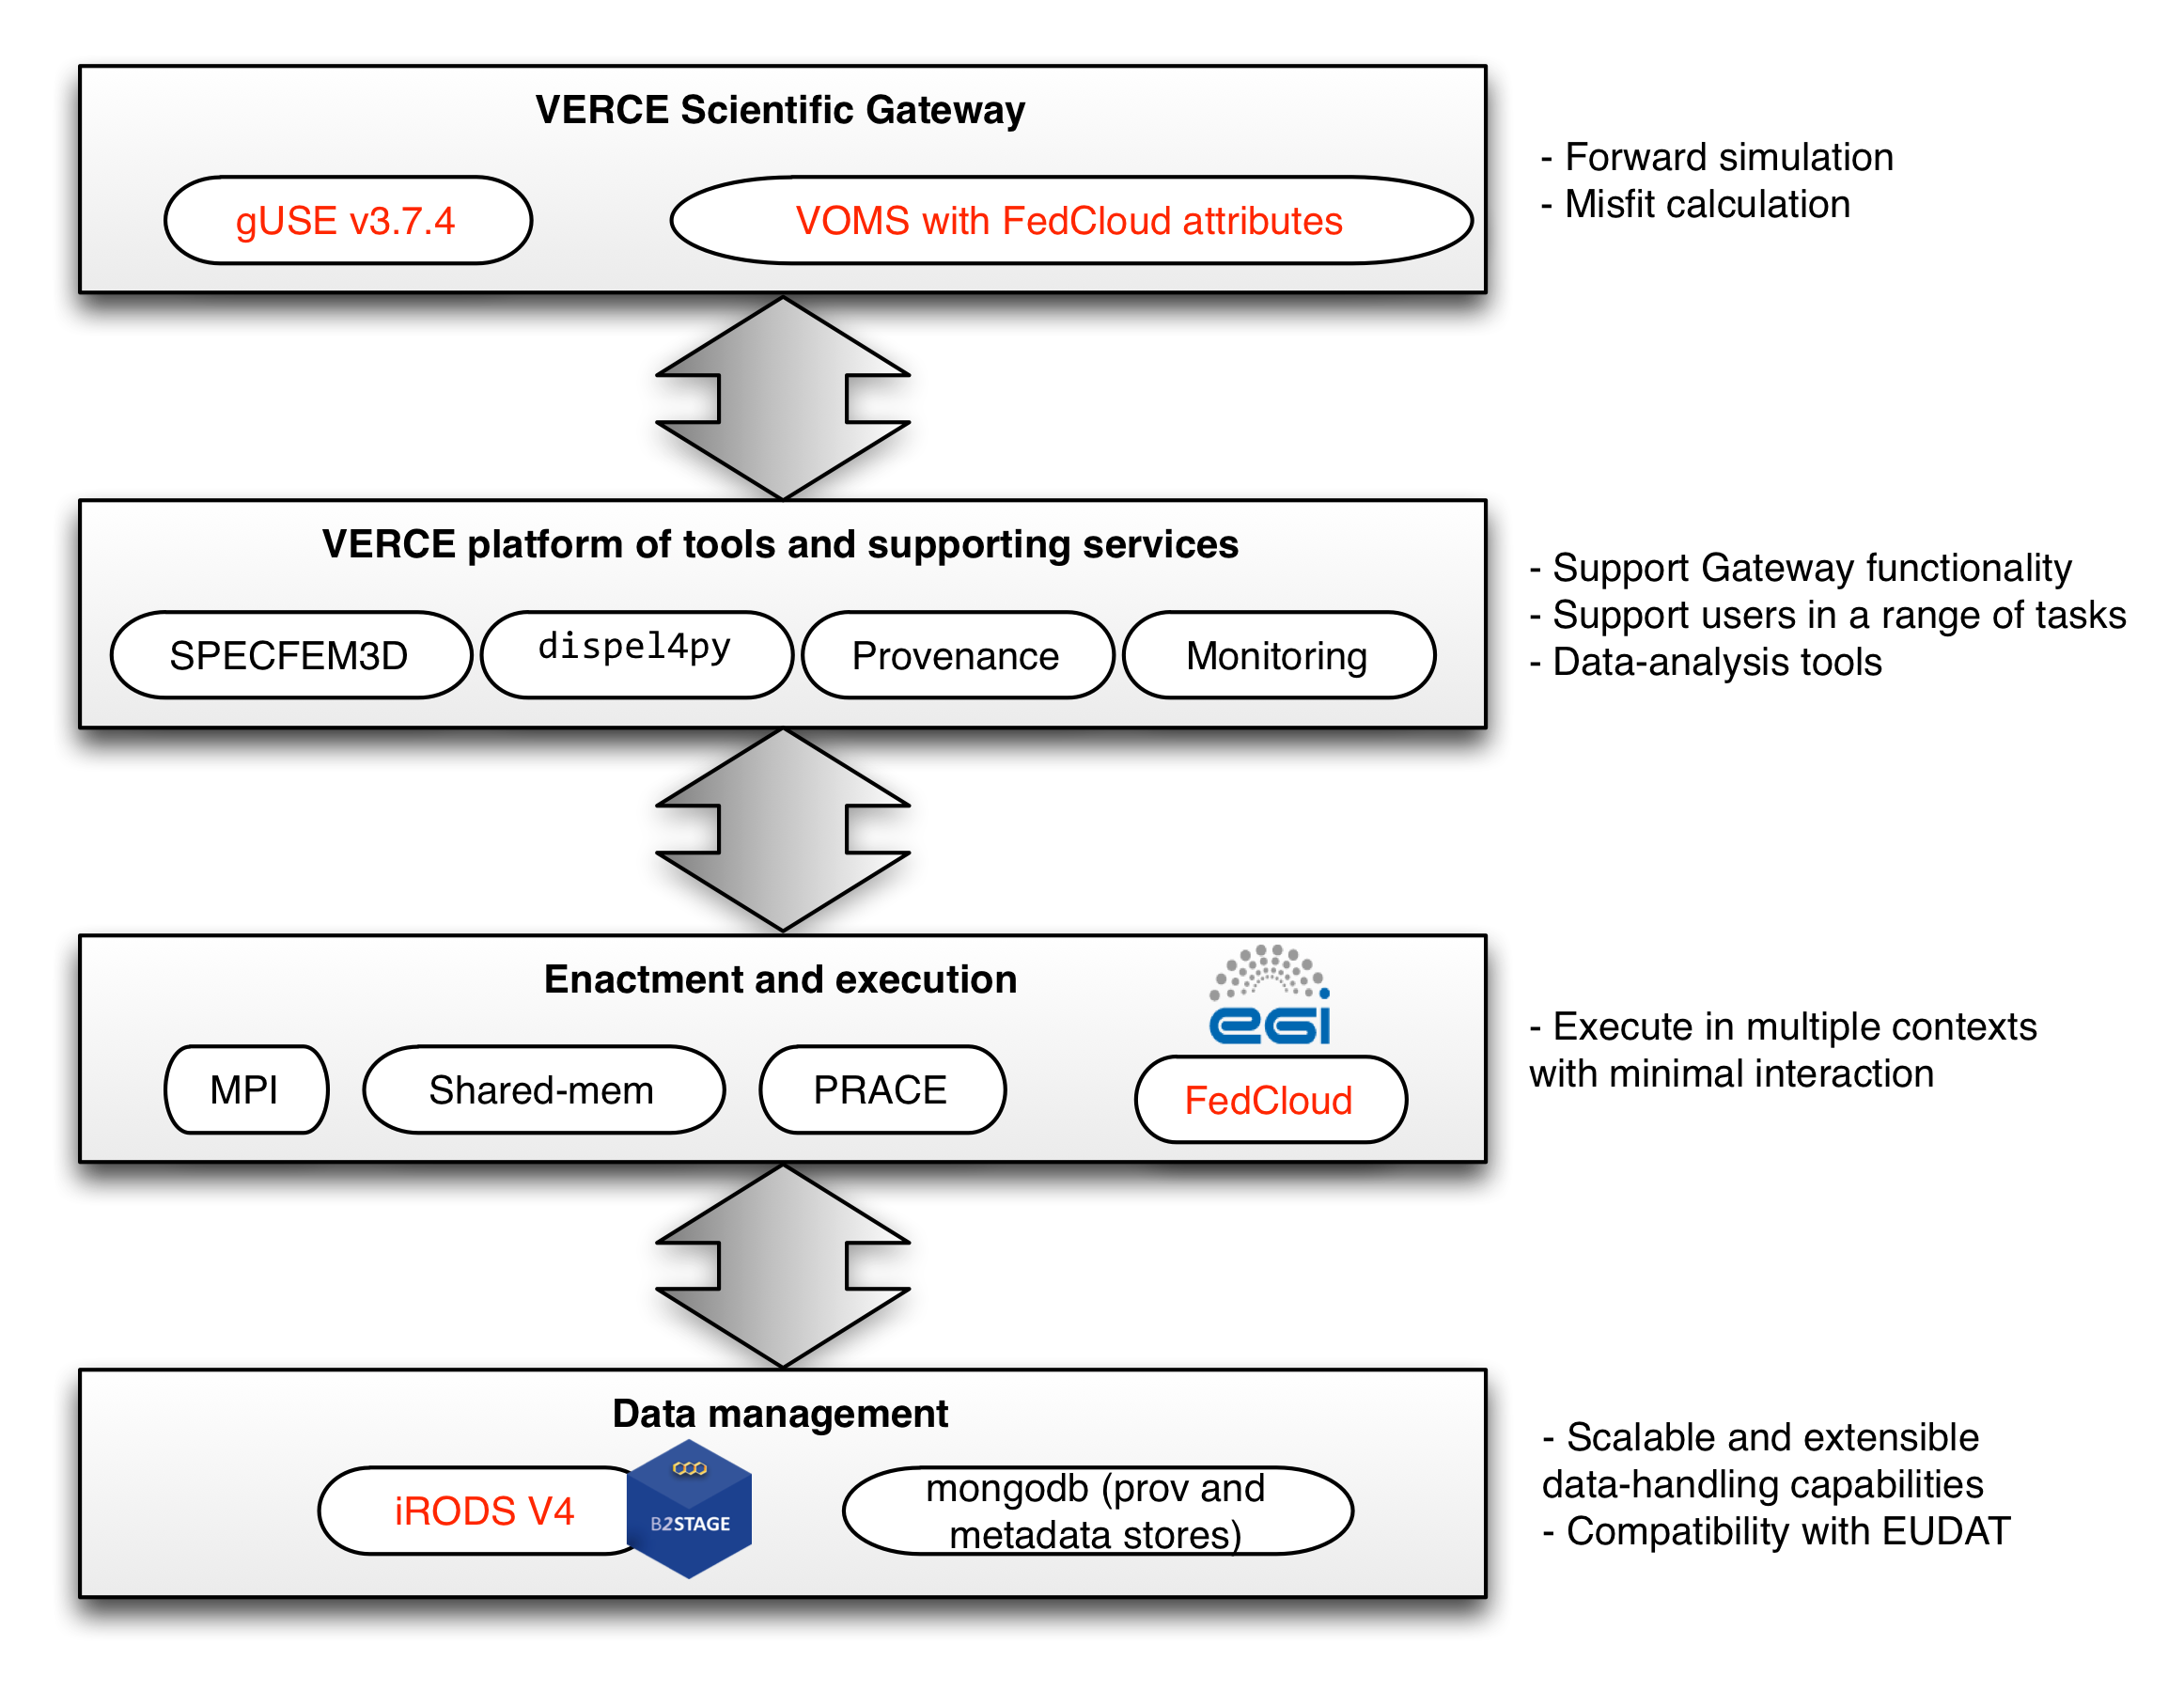 VERCE Scientific Gateway
gUSE v3.7.4
VOMS with FedCloud attributes
- Forward simulation
- Misfit calculation
VERCE platform of tools and supporting services
SPECFEM3D
dispel4py
Provenance
Monitoring
- Support Gateway functionality
- Support users in a range of tasks
- Data-analysis tools
Enactment and execution
egi
MPI
Shared-mem
PRACE
FedCloud
- Execute in multiple contexts
with minimal interaction
Data management
iRODS V4
B2STAGE
mongodb (prov and
metadata stores)
- Scalable and extensible
data-handling capabilities
- Compatibility with EUDAT